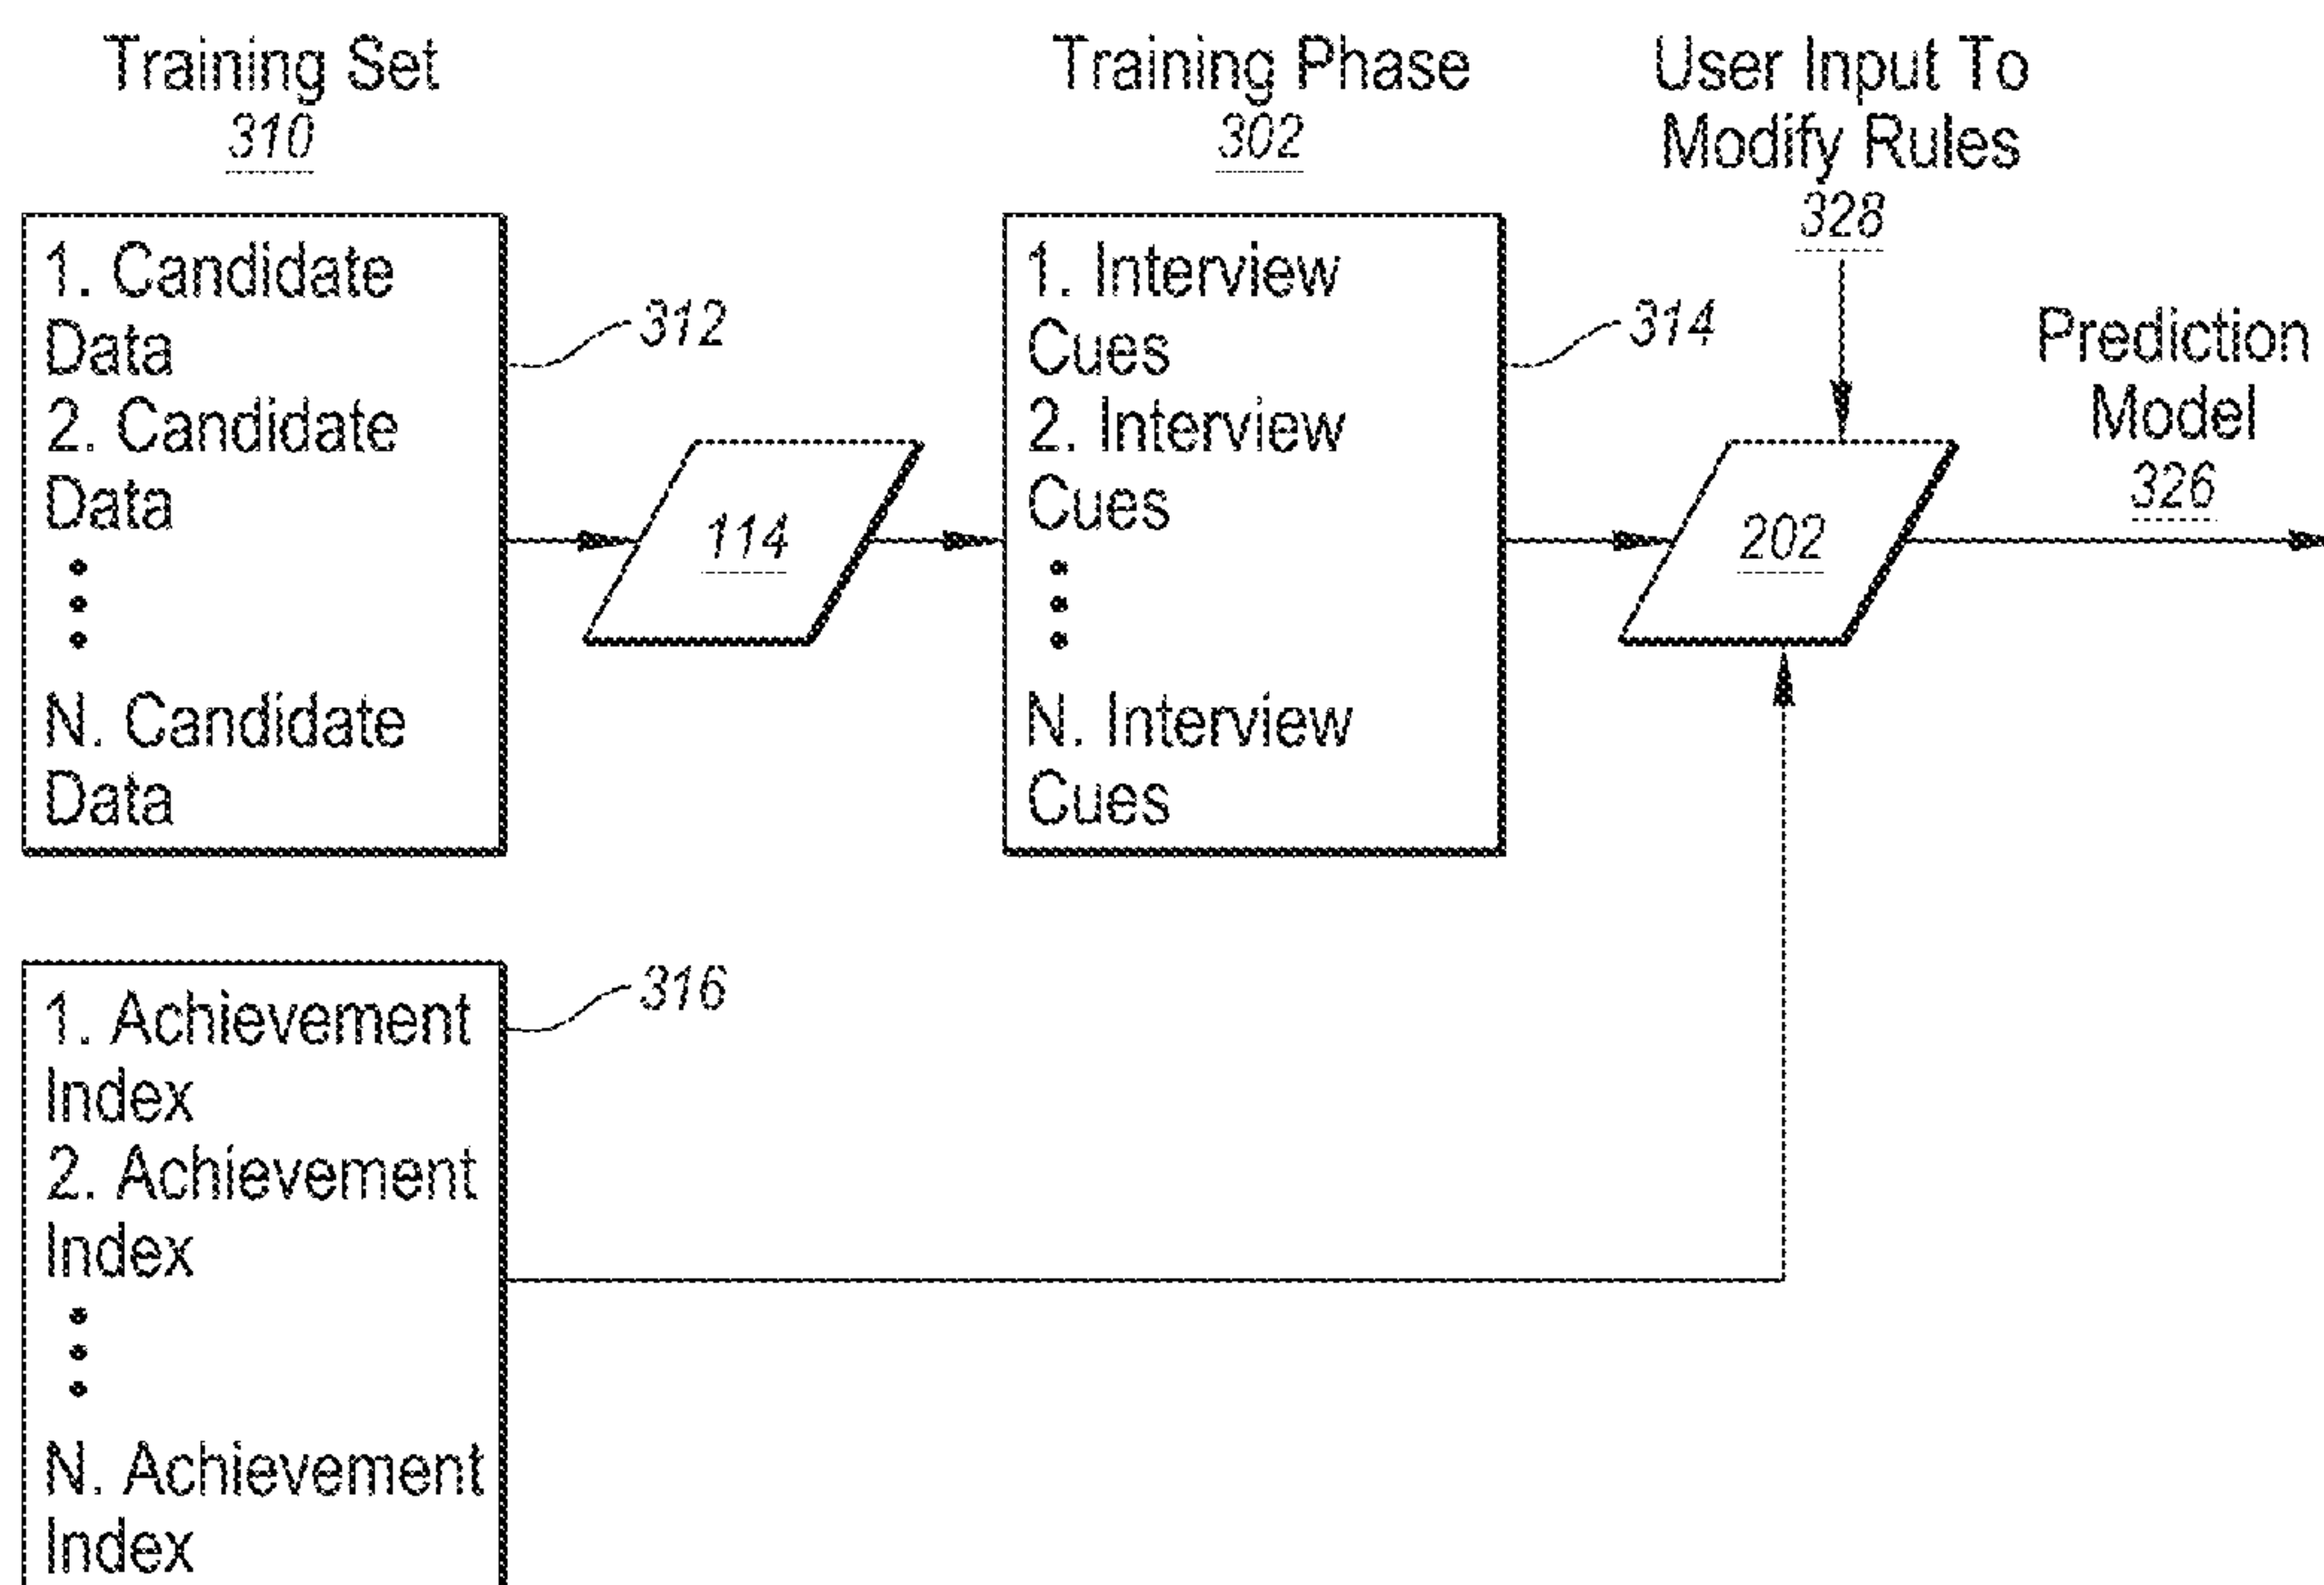 Training Set
310
Training Phase
302
User Input To
Modify Rules
328
1. Candidate
Data
2. Candidate
Data
N. Candidate
Data
312
114
1. Interview
Cues
2. Interview
Cues
N. Interview
Cues
314
202
Prediction
Model
326
1. Achievement
Index
2. Achievement
Index
N. Achievement
Index
316